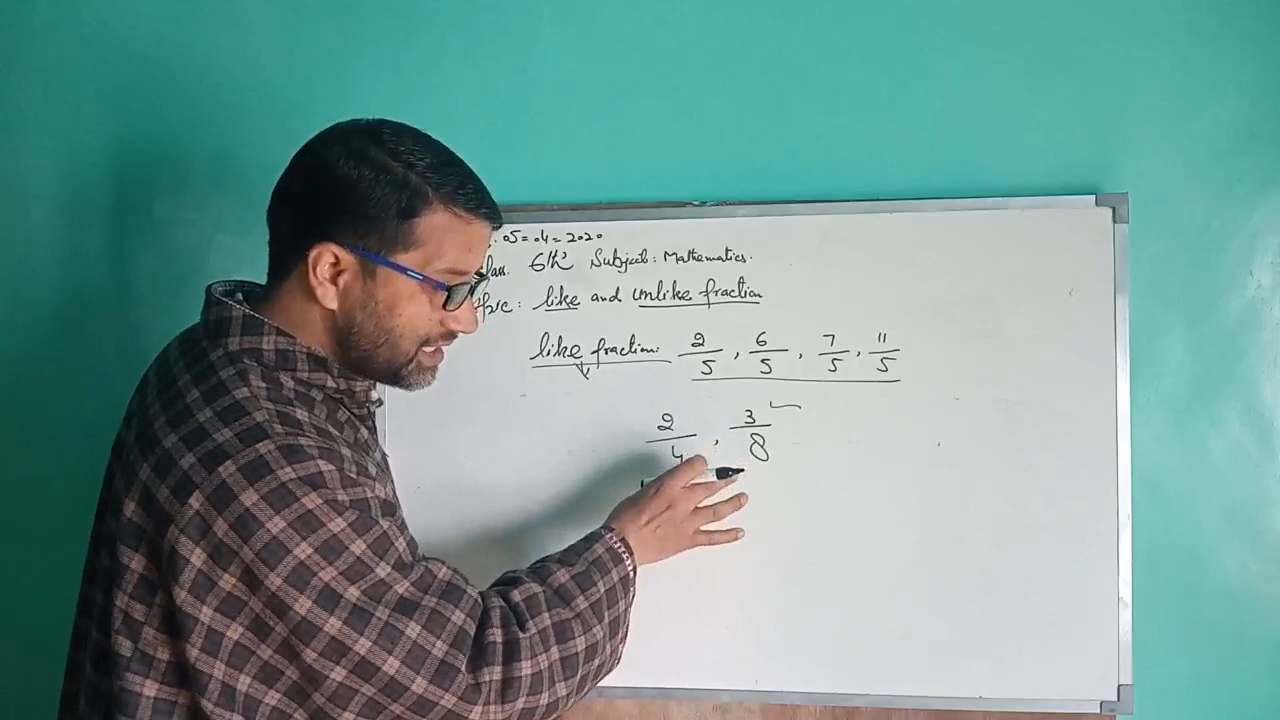 05=04=2020
6th Subject: Mathematics.
: like and unlike fraction
like fraction: 2/5, 6/5, 7/5, 11/5
2/4, 3/8